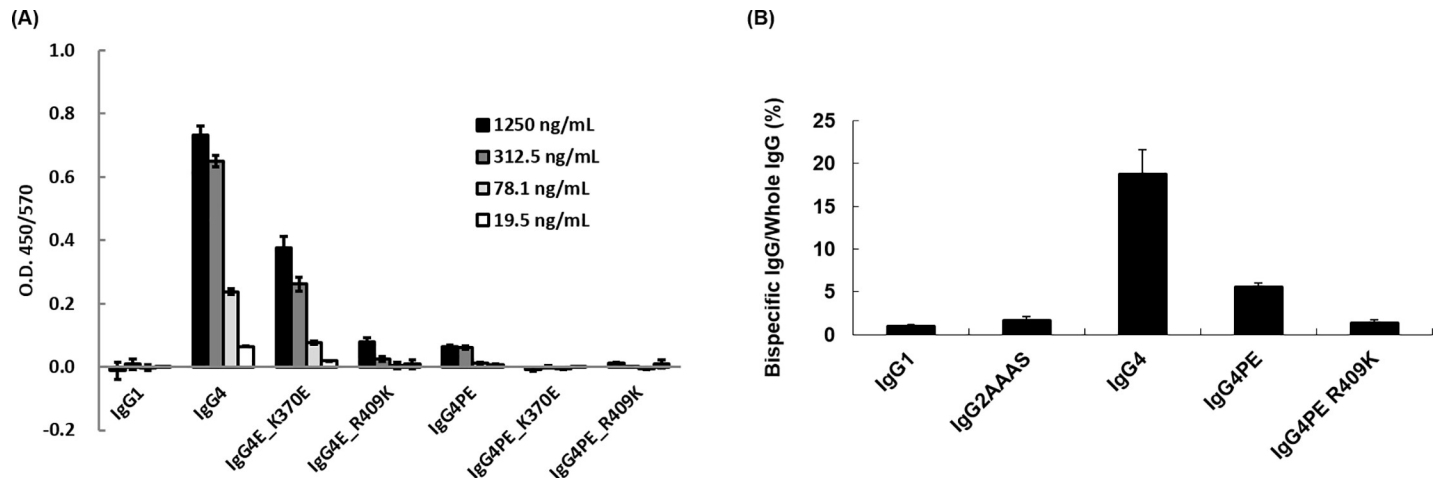 (A)
1.0
0.8
0.6
0.4
0.2
0.0
-0.2
O.D. 450/570
1250 ng/mL
312.5 ng/mL
78.1 ng/mL
19.5 ng/mL
IgG1
IgG4
IgG4E_K370E
IgG4E_R409K
IgG4PE
IgG4PE_K370E
IgG4PE_R409K
(B)
25
20
15
10
5
0
Bispecific IgG/Whole IgG (%)
IgG1
IgG2AAAS
IgG4
IgG4PE
IgG4PE R409K